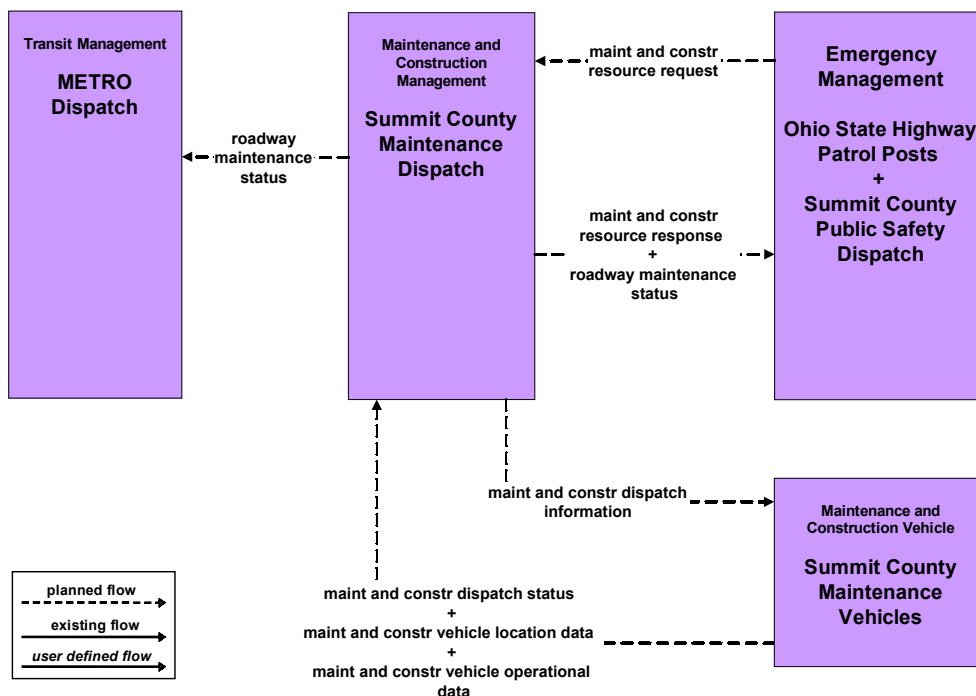 Transit Management
METRO
Dispatch
roadway
maintenance
status
Maintenance and
Construction
Management
Summit County
Maintenance
Dispatch
maint and constr
resource request
maint and constr
resource response
+
roadway maintenance
status
Emergency
Management
Ohio State Highway
Patrol Posts
+
Summit County
Public Safety
Dispatch
maint and constr dispatch
information
Maintenance and
Construction Vehicle
Summit County
Maintenance
Vehicles
maint and constr dispatch status
+
maint and constr vehicle location data
+
maint and constr vehicle operational
data
planned flow
existing flow
user defined flow